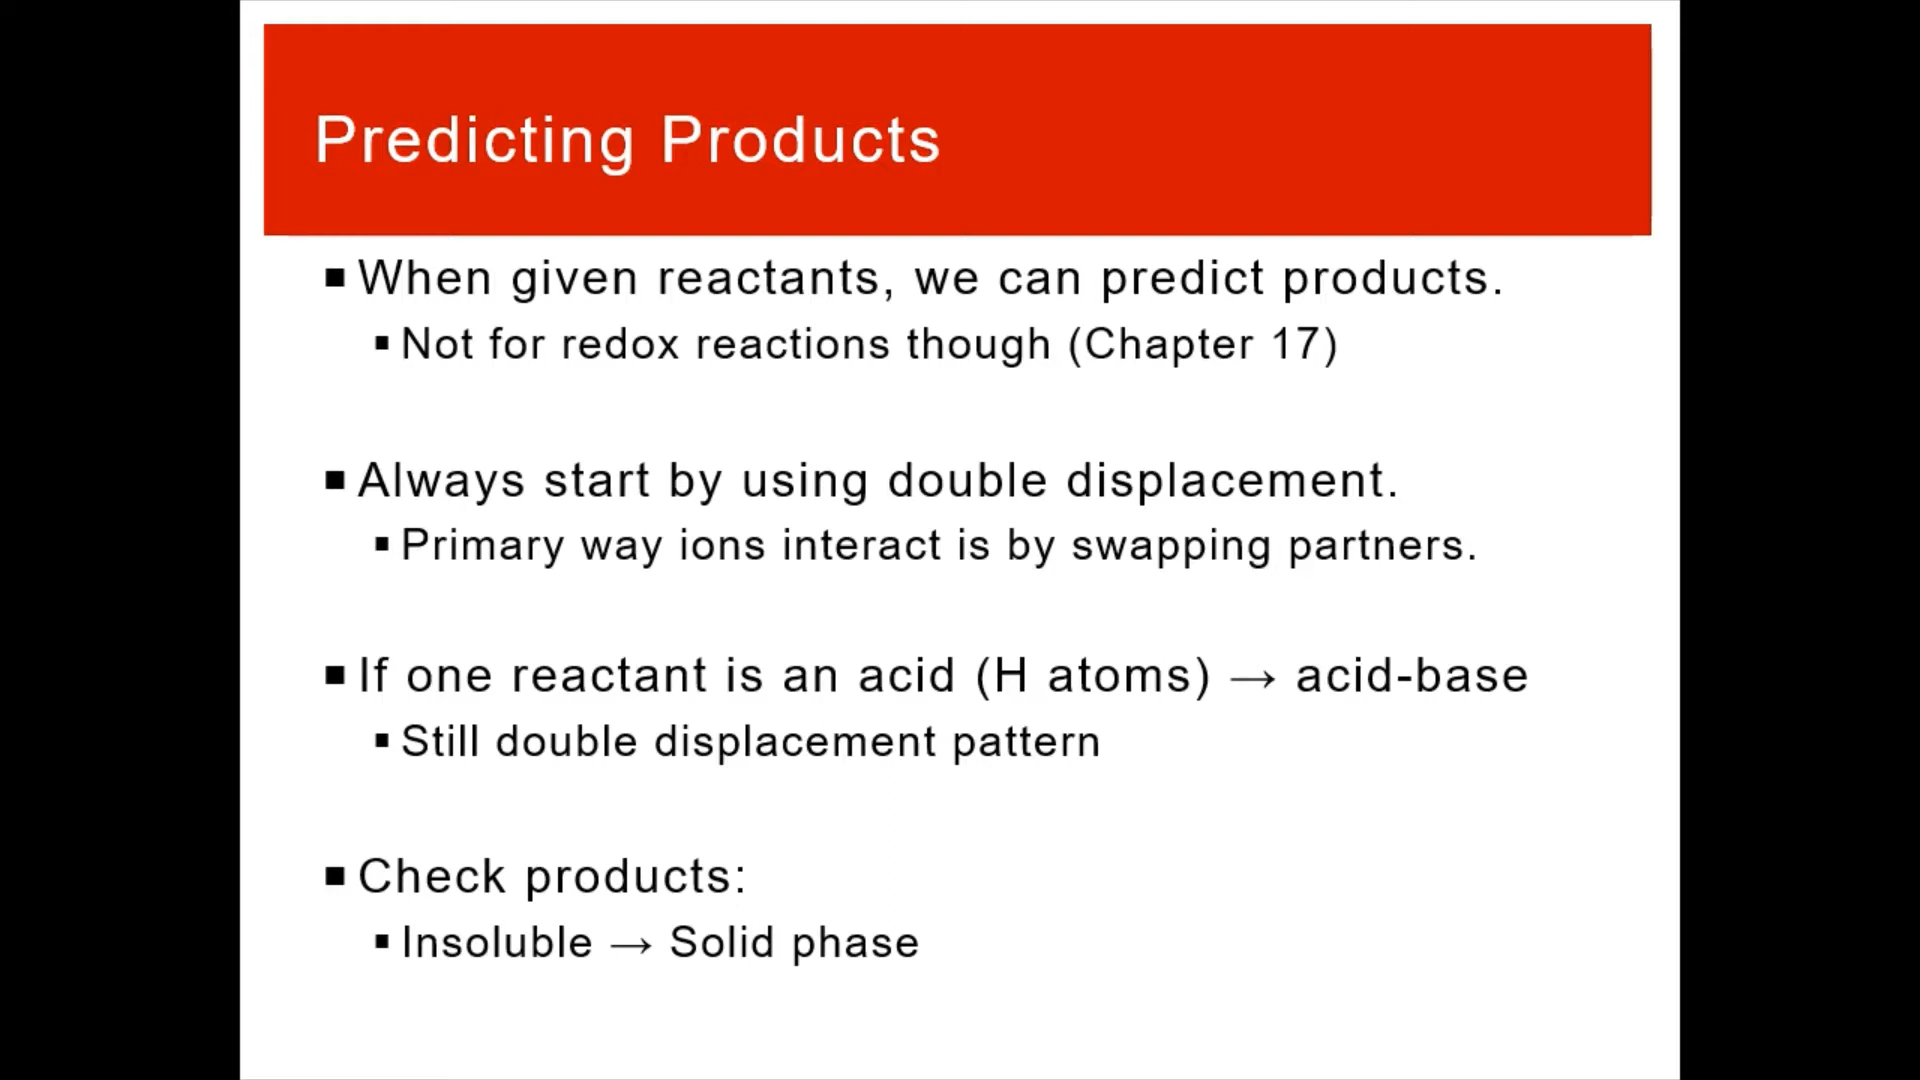 Predicting Products
▪ When given reactants, we can predict products.
▪ Not for redox reactions though (Chapter 17)
▪ Always start by using double displacement.
▪ Primary way ions interact is by swapping partners.
▪ If one reactant is an acid (H atoms) → acid-base
▪ Still double displacement pattern
▪ Check products:
▪ Insoluble → Solid phase